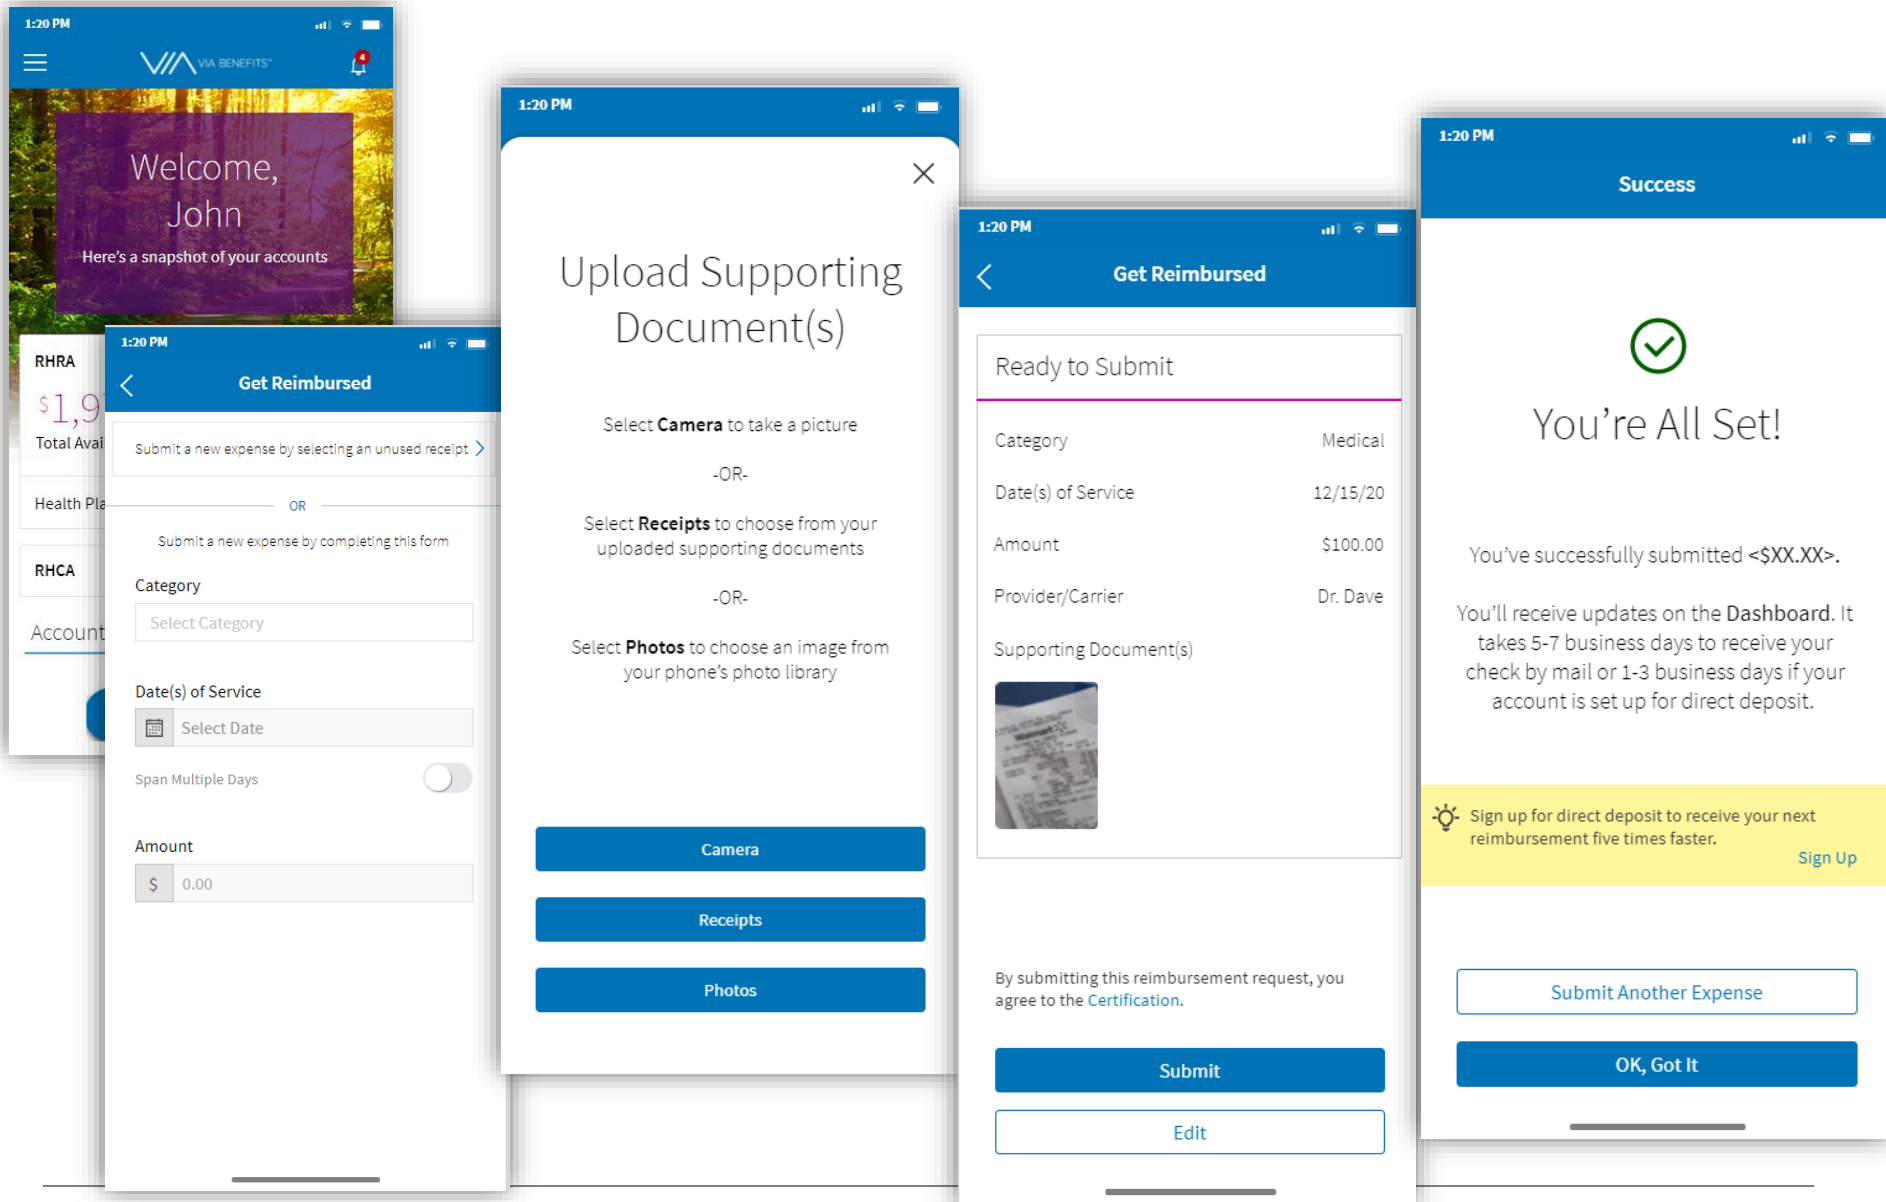 1:20 PM
VIA BENEFITS™
4
Welcome,
John
Here's a snapshot of your accounts
RHRA
$1,9
Total Avai
Health Pla
RHCA
Account
1:20 PM
Get Reimbursed
Submit a new expense by selecting an unused receipt
OR
Submit a new expense by completing this form
Category
Select Category
Date(s) of Service
Select Date
Span Multiple Days
Amount
$ 0.00
1:20 PM
Upload Supporting
Document(s)
Select Camera to take a picture
-OR-
Select Receipts to choose from your
uploaded supporting documents
-OR-
Select Photos to choose an image from
your phone's photo library
Camera
Receipts
Photos
1:20 PM
Get Reimbursed
Ready to Submit
Category Medical
Date(s) of Service 12/15/20
Amount $100.00
Provider/Carrier Dr. Dave
Supporting Document(s)
Walmart
By submitting this reimbursement request, you
agree to the Certification.
Submit
Edit
1:20 PM
Success
You're All Set!
You've successfully submitted <$XX.XX>.
You'll receive updates on the Dashboard. It
takes 5-7 business days to receive your
check by mail or 1-3 business days if your
account is set up for direct deposit.
Sign up for direct deposit to receive your next
reimbursement five times faster.
Sign Up
Submit Another Expense
OK, Got It